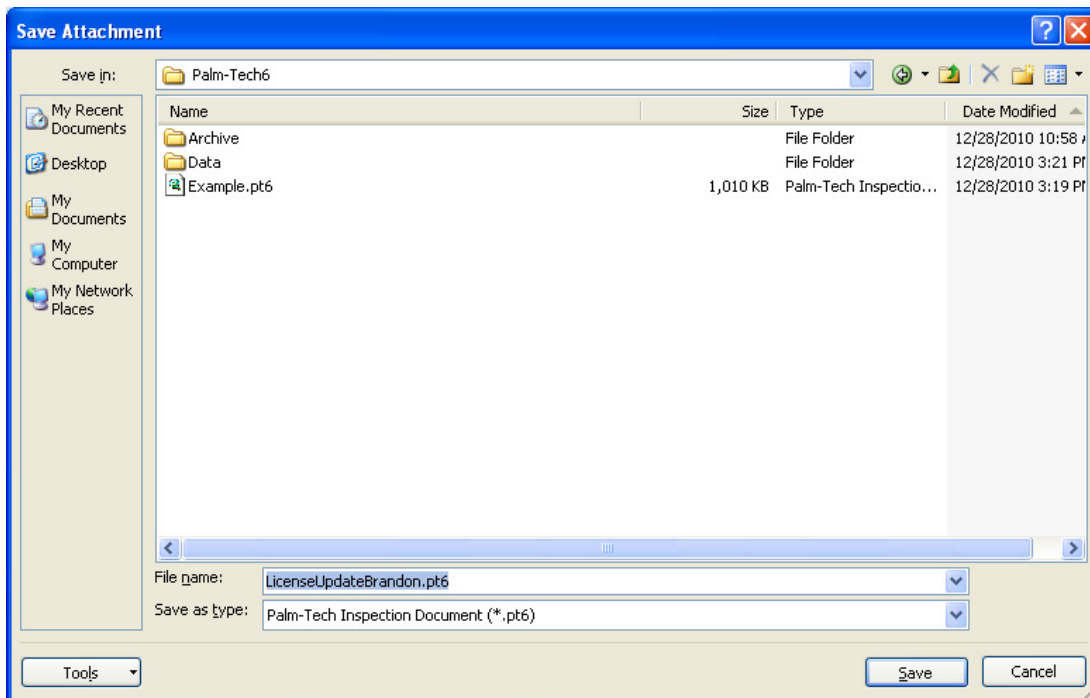 Save Attachment
Save in: Palm-Tech6
My Recent
Documents
Desktop
My
Documents
My
Computer
My Network
Places
Name Size Type Date Modified
Archive File Folder 12/28/2010 10:58
Data File Folder 12/28/2010 3:21 P
Example.pt6 1,010 KB Palm-Tech Inspectio... 12/28/2010 3:19 P
File name: LicenseUpdateBrandon.pt6
Save as type: Palm-Tech Inspection Document (*.pt6)
Tools Save Cancel